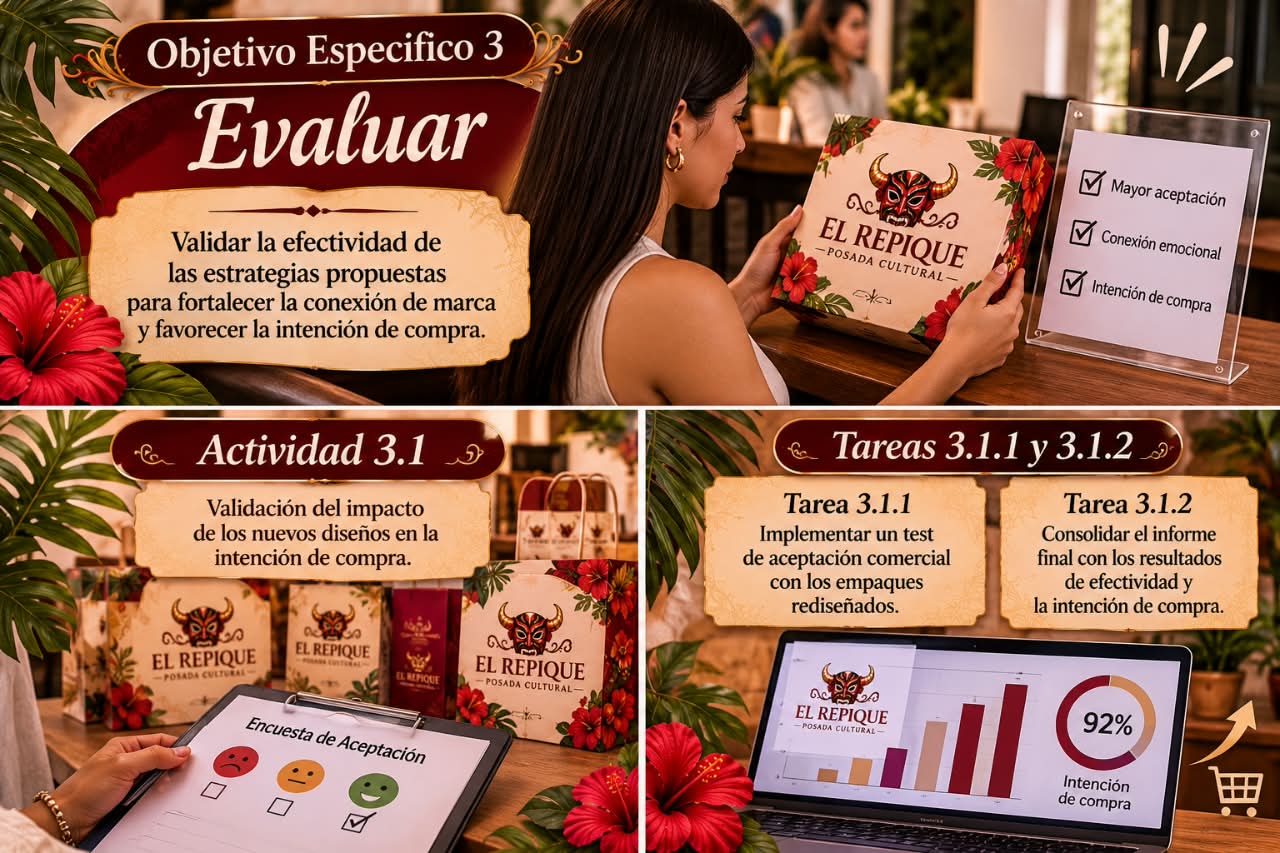 Objetivo Especifico 3
Evaluar
Validar la efectividad de
las estrategias propuestas
para fortalecer la conexión de marca
y favorecer la intención de compra.
EL REPIQUE
POSADA CULTURAL
Mayor aceptación
Conexión emocional
Intención de compra
Actividad 3.1
Validación del impacto
de los nuevos diseños en la
intención de compra.
EL REPIQUE
POSADA CULTURAL
EL REPIQUE
POSADA CULTURAL
EL REPIQUE
EL REPIQUE
POSADA CULTURAL
Encuesta de Aceptación
Tareas 3.1.1 y 3.1.2
Tarea 3.1.1
Implementar un test
de aceptación comercial
con los empaques
rediseñados.
Tarea 3.1.2
Consolidar el informe
final con los resultados
de efectividad y
la intención de compra.
EL REPIQUE
POSADA CULTURAL
92%
Intención
de compra